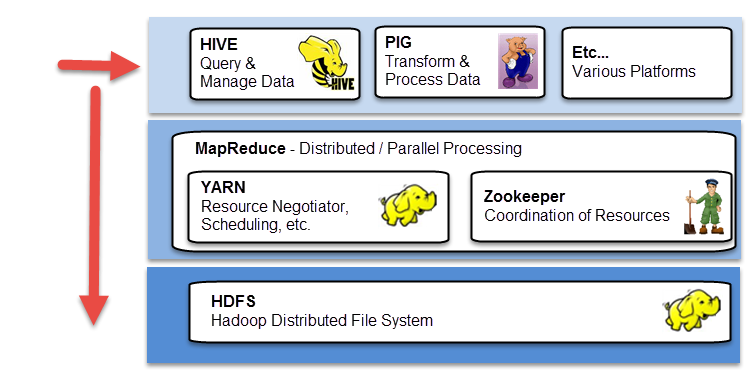 HIVE
Query &
Manage Data
HIVE
PIG
Transform &
Process Data
Etc...
Various Platforms
MapReduce - Distributed / Parallel Processing
YARN
Resource Negotiator,
Scheduling, etc.
Zookeeper
Coordination of Resources
HDFS
Hadoop Distributed File System